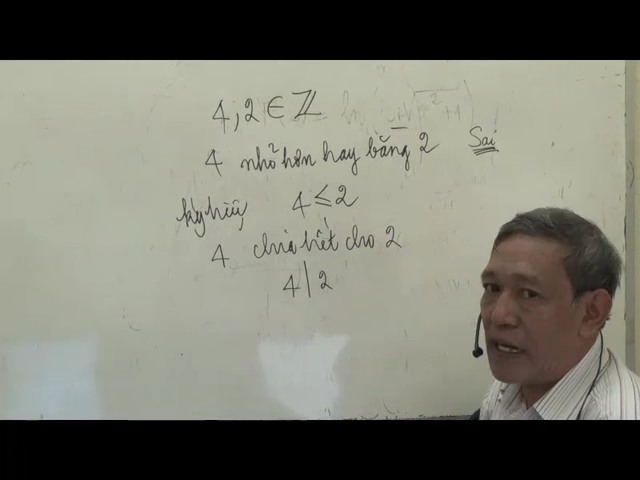 4, 2 ∈ ℤ
4 nhỏ hơn hay bằng 2 Sai
ký hiệu 4 ≤ 2
4 chia hết cho 2
4 | 2